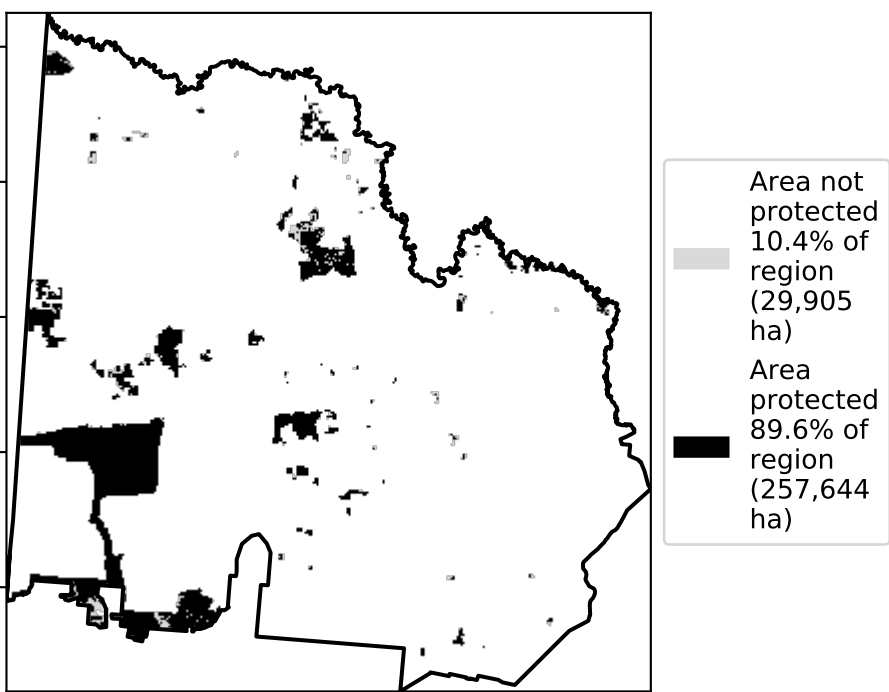 Area not
protected
10.4% of
region
(29,905
ha)
Area
protected
89.6% of
region
(257,644
ha)